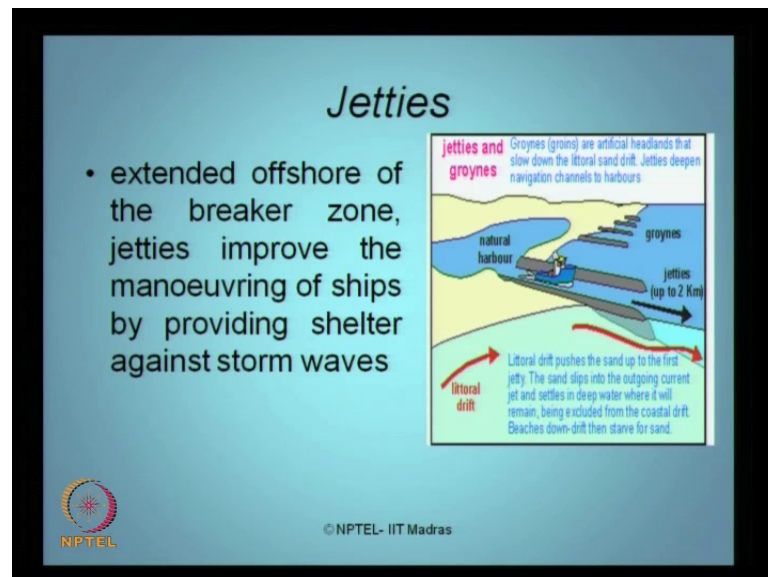 Jetties
• extended offshore of
the breaker zone,
jetties improve the
manoeuvring of ships
by providing shelter
against storm waves
jetties and
groynes
Groynes (groins) are artificial headlands that
slow down the littoral sand drift. Jetties deepen
navigation channels to harbours
natural
harbour
groynes
jetties
(up to 2 Km)
littoral
drift
Littoral drift pushes the sand up to the first
jetty. The sand slips into the outgoing current
jet and settles in deep water where it will
remain, being excluded from the coastal drift.
Beaches down-drift then starve for sand.
NPTEL
©NPTEL- IIT Madras